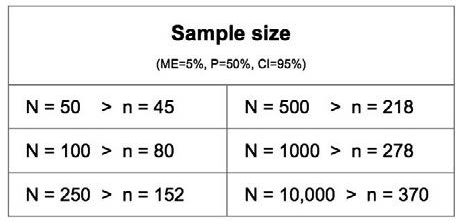 Sample size
(ME=5%, P=50%, CI=95%)
N = 50 > n = 45
N = 500 > n = 218
N = 100 > n = 80
N = 1000 > n = 278
N = 250 > n = 152
N = 10,000 > n = 370